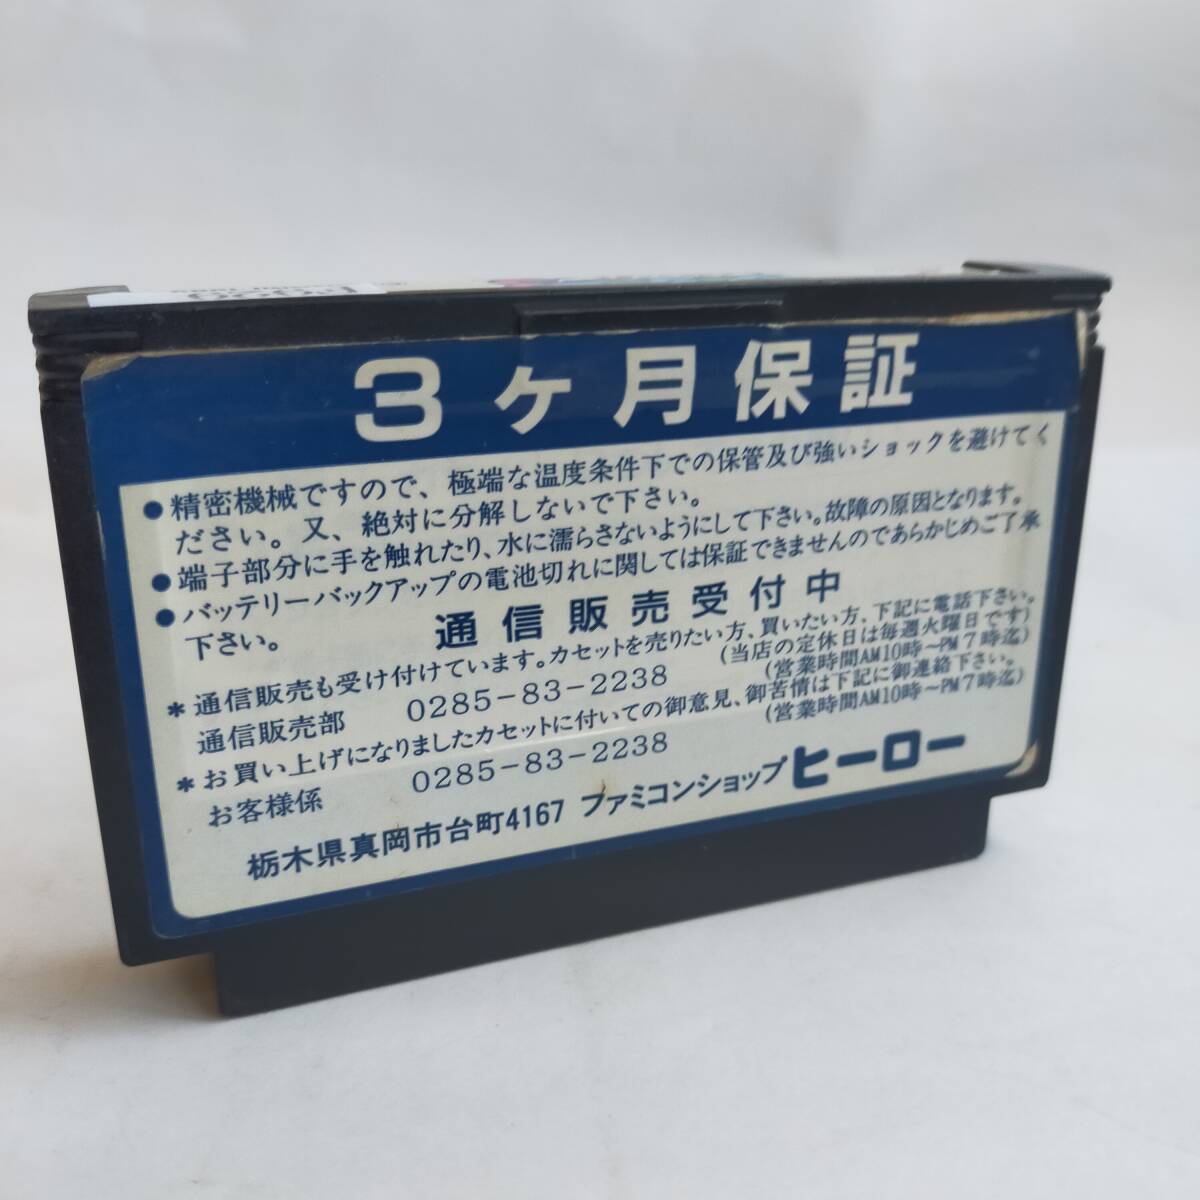 3ヶ月保証
●精密機械ですので、極端な温度条件下での保管及び強いショックを避けてく
ださい。又、絶対に分解しないで下さい。
●端子部分に手を触れたり、水に濡らさないようにして下さい。故障の原因となります。
●バッテリーバックアップの電池切れに関しては保証できませんのであらかじめご了承
下さい。
通信販売受付中
＊通信販売も受け付けています。カセットを売りたい方、買いたい方、下記に電話下さい。
(当店の定休日は毎週火曜日です)
通信販売部 0285-83-2238 (営業時間AM10時〜PM7時迄)
＊お買い上げになりましたカセットに付いての御意見、御苦情は下記に御連絡下さい。
お客様係 0285-83-2238 (営業時間AM10時〜PM7時迄)
栃木県真岡市台町4167 ファミコンショップヒーロー